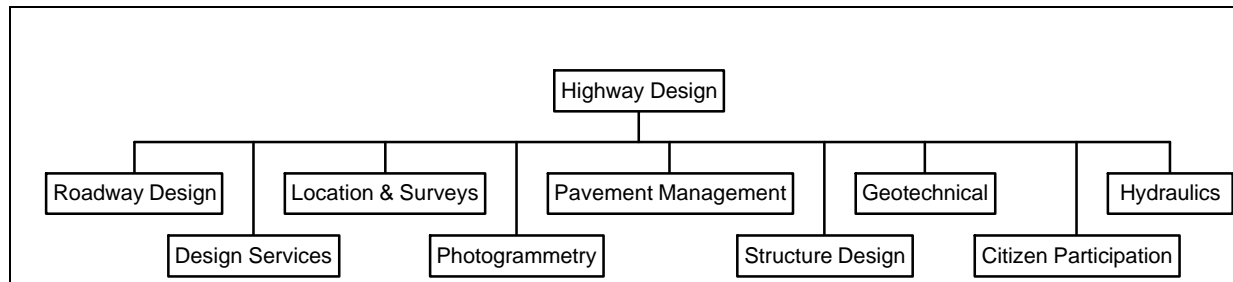 Highway Design
Roadway Design
Location & Surveys
Pavement Management
Geotechnical
Hydraulics
Design Services
Photogrammetry
Structure Design
Citizen Participation